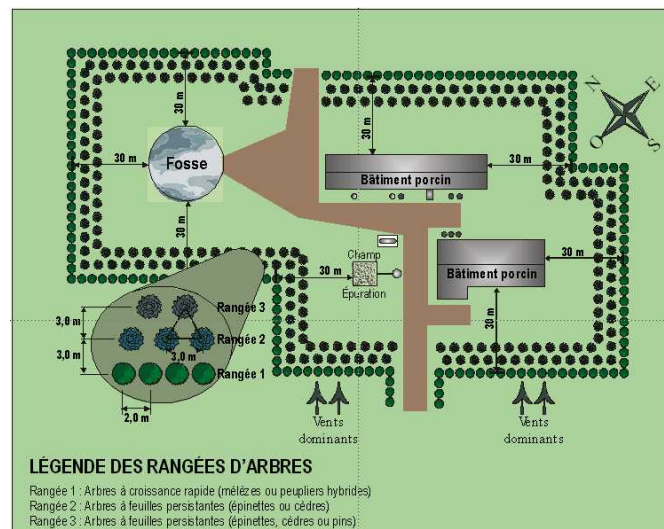 N
E
O
S
30 m
30 m
30 m
30 m
30 m
Fosse
Bâtiment porcin
30 m
Champ
Épuration
30 m
Bâtiment porcin
30 m
30 m
Rangée 3
3,0 m
Rangée 2
3,0 m
3,0 m
Rangée 1
2,0 m
Vents
dominants
Vents
dominants
LÉGENDE DES RANGÉES D'ARBRES
Rangée 1 : Arbres à croissance rapide (mélèzes ou peupliers hybrides)
Rangée 2 : Arbres à feuilles persistantes (épinettes ou cèdres)
Rangée 3 : Arbres à feuilles persistantes (épinettes, cèdres ou pins)